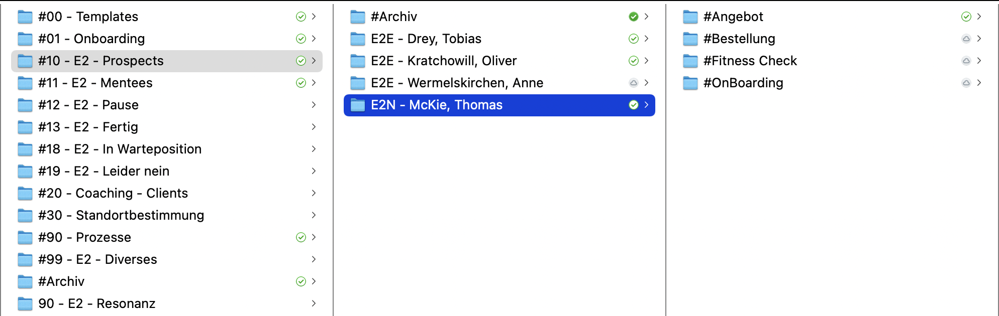 #00 - Templates
#01 - Onboarding
#10 - E2 - Prospects
#11 - E2 - Mentees
#12 - E2 - Pause
#13 - E2 - Fertig
#18 - E2 - In Warteposition
#19 - E2 - Leider nein
#20 - Coaching - Clients
#30 - Standortbestimmung
#90 - Prozesse
#99 - E2 - Diverses
#Archiv
90 - E2 - Resonanz
#Archiv
E2E - Drey, Tobias
E2E - Kratchowill, Oliver
E2E - Wermelskirchen, Anne
E2N - McKie, Thomas
#Angebot
#Bestellung
#Fitness Check
#OnBoarding